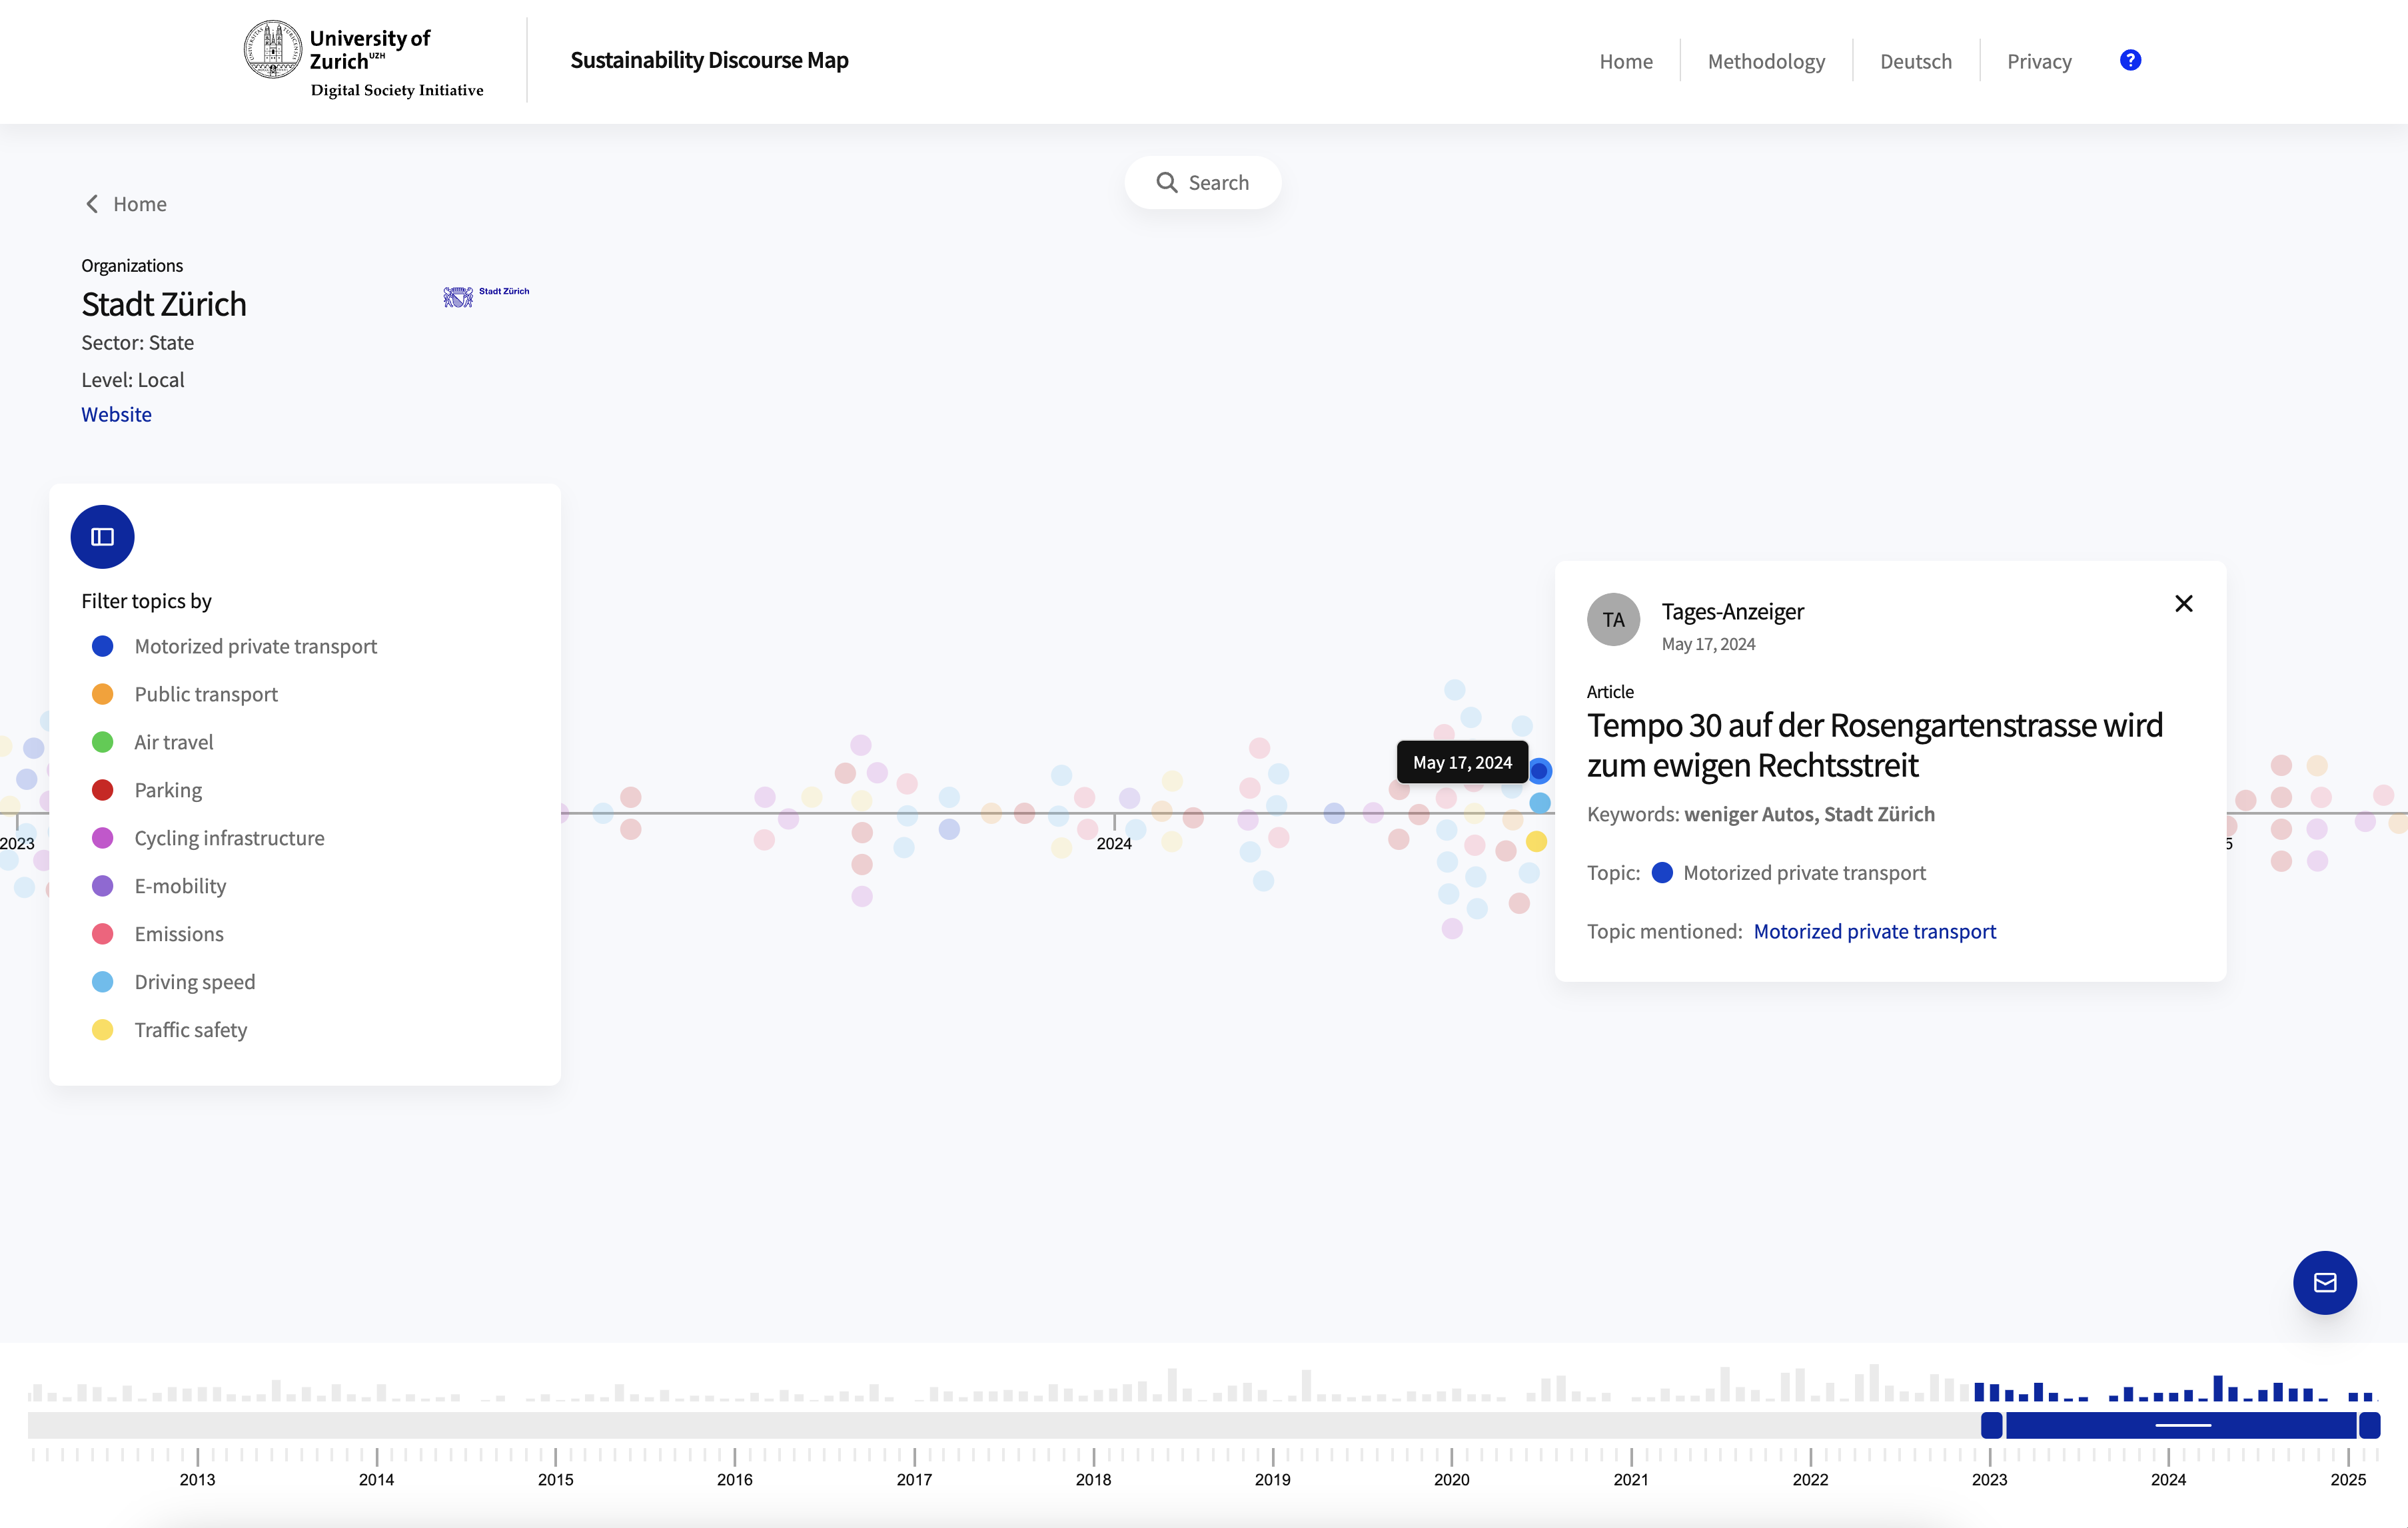 University of
Zurich UZH
Digital Society Initiative
Sustainability Discourse Map
Home
Methodology
Deutsch
Privacy
?
Search
Home
Organizations
Stadt Zürich
Stadt Zürich
Sector: State
Level: Local
Website
Filter topics by
Motorized private transport
Public transport
Air travel
Parking
Cycling infrastructure
E-mobility
Emissions
Driving speed
Traffic safety
2023
2024
5
May 17, 2024
TA
Tages-Anzeiger
May 17, 2024
Article
Tempo 30 auf der Rosengartenstrasse wird
zum ewigen Rechtsstreit
Keywords: weniger Autos, Stadt Zürich
Topic: Motorized private transport
Topic mentioned: Motorized private transport
2013
2014
2015
2016
2017
2018
2019
2020
2021
2022
2023
2024
2025